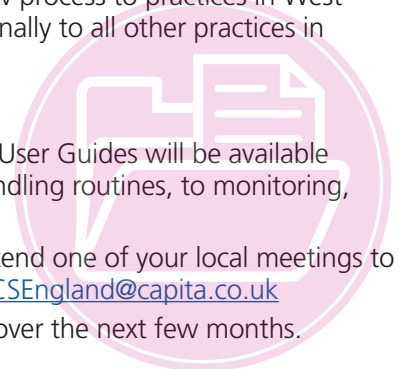 process to practices in West
nally to all other practices in
User Guides will be available
ndling routines, to monitoring,
tend one of your local meetings to
CSEngland@capita.co.uk
over the next few months.